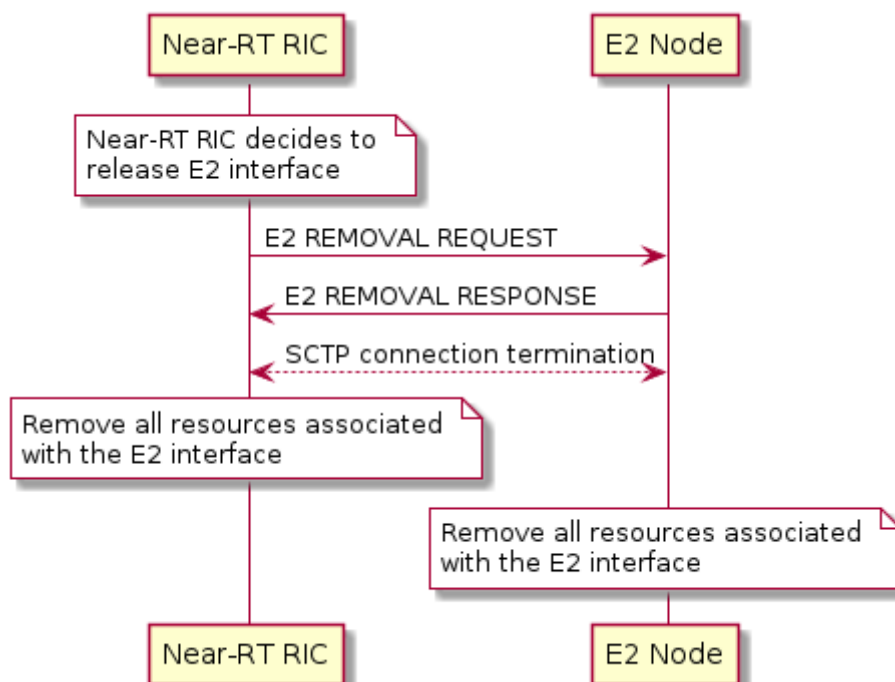 Near-RT RIC
E2 Node
Near-RT RIC decides to
release E2 interface
E2 REMOVAL REQUEST
E2 REMOVAL RESPONSE
SCTP connection termination
Remove all resources associated
with the E2 interface
Remove all resources associated
with the E2 interface
Near-RT RIC
E2 Node